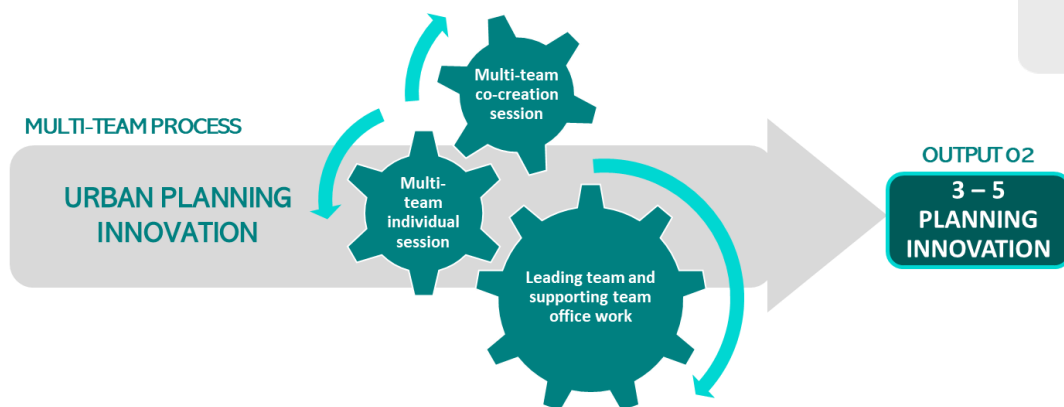 Multi-team
co-creation
session
MULTI-TEAM PROCESS
URBAN PLANNING
INNOVATION
Multi-
team
individual
session
Leading team and
supporting team
office work
OUTPUT 02
3 – 5
PLANNING
INNOVATION